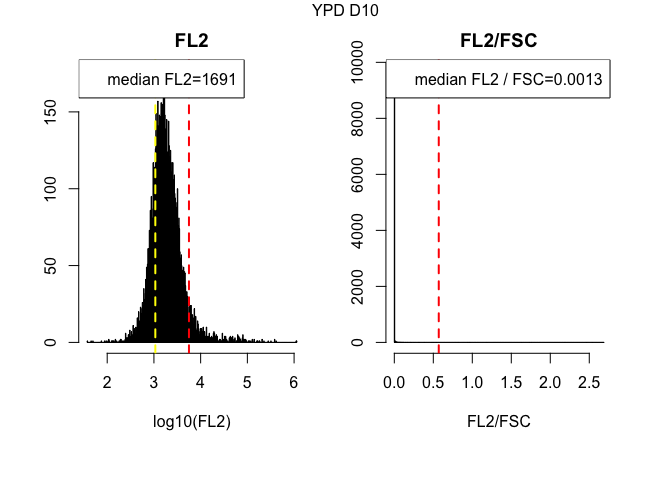 YPD D10
FL2
median FL2=1691
0 50 100 150
2 3 4 5 6
log10(FL2)
FL2/FSC
median FL2 / FSC=0.0013
0 2000 4000 6000 8000 10000
0.0 0.5 1.0 1.5 2.0 2.5
FL2/FSC